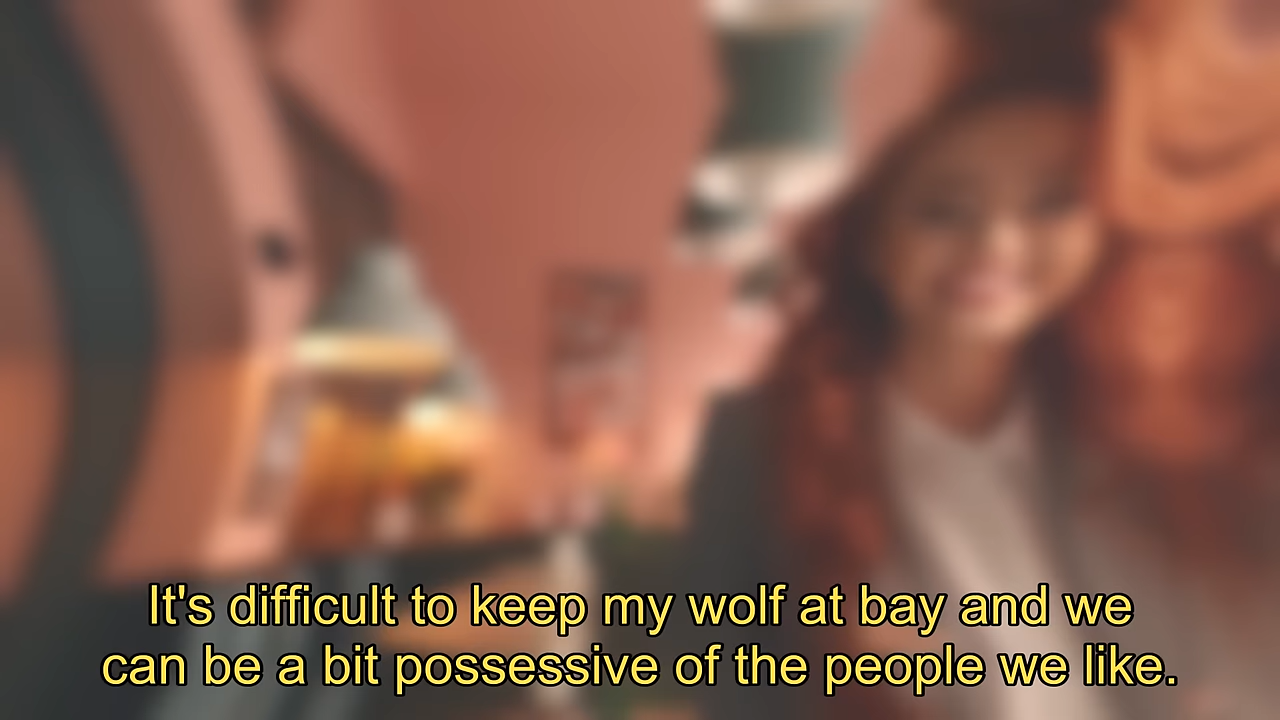 It's difficult to keep my wolf at bay and we
can be a bit possessive of the people we like.